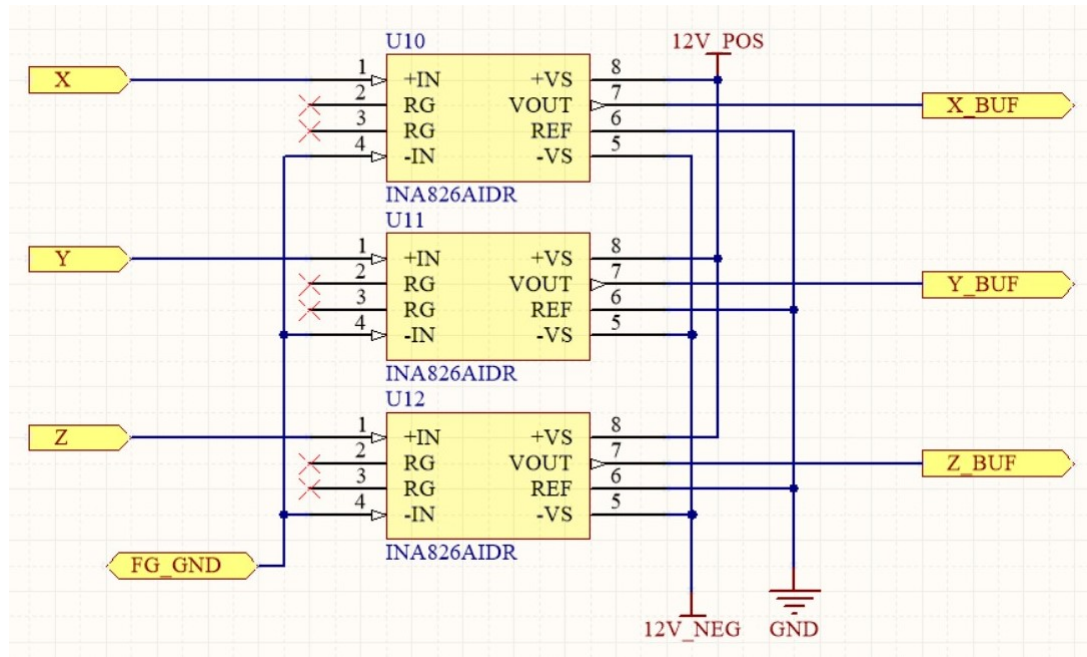 U10
12V_POS
X
1 +IN +VS 8
2 RG VOUT 7
X_BUF
3 RG REF 6
4 -IN -VS 5
INA826AIDR
U11
Y
1 +IN +VS 8
2 RG VOUT 7
Y_BUF
3 RG REF 6
4 -IN -VS 5
INA826AIDR
U12
Z
1 +IN +VS 8
2 RG VOUT 7
Z_BUF
3 RG REF 6
4 -IN -VS 5
INA826AIDR
FG_GND
12V_NEG
GND